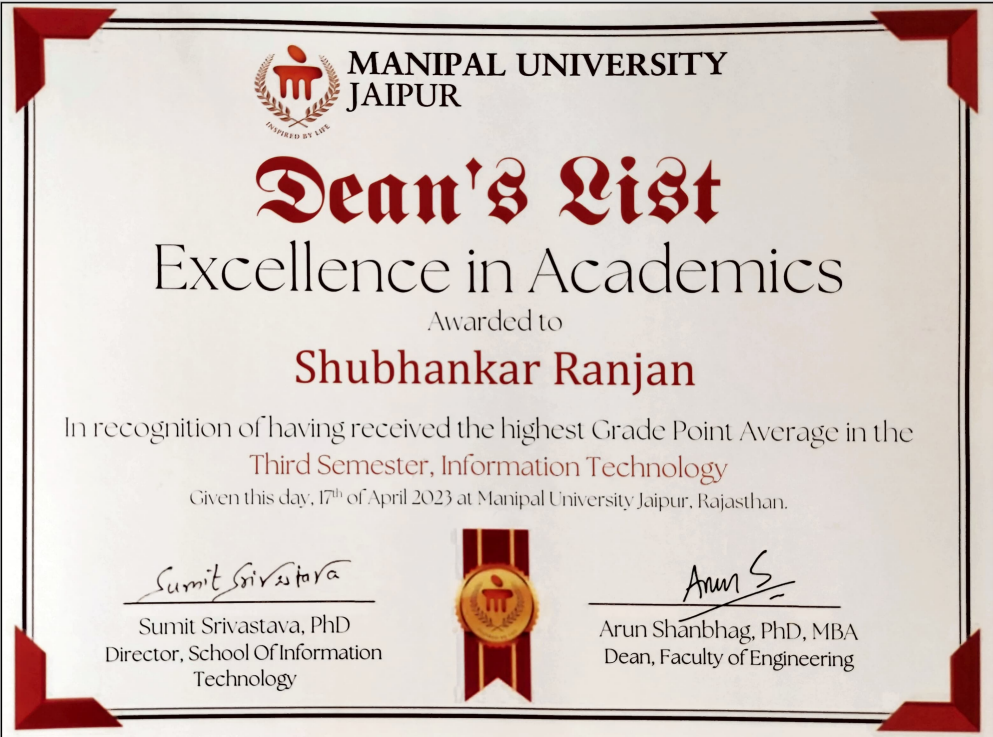 MANIPAL UNIVERSITY
JAIPUR
INSPIRED BY LIFE
Dean's List
Excellence in Academics
Awarded to
Shubhankar Ranjan
In recognition of having received the highest Grade Point Average in the
Third Semester, Information Technology
Given this day, 17th of April 2023 at Manipal University Jaipur, Rajasthan.
Sumit Srivastava
Arun S
Sumit Srivastava, PhD
Director, School Of Information
Technology
Arun Shanbhag, PhD, MBA
Dean, Faculty of Engineering